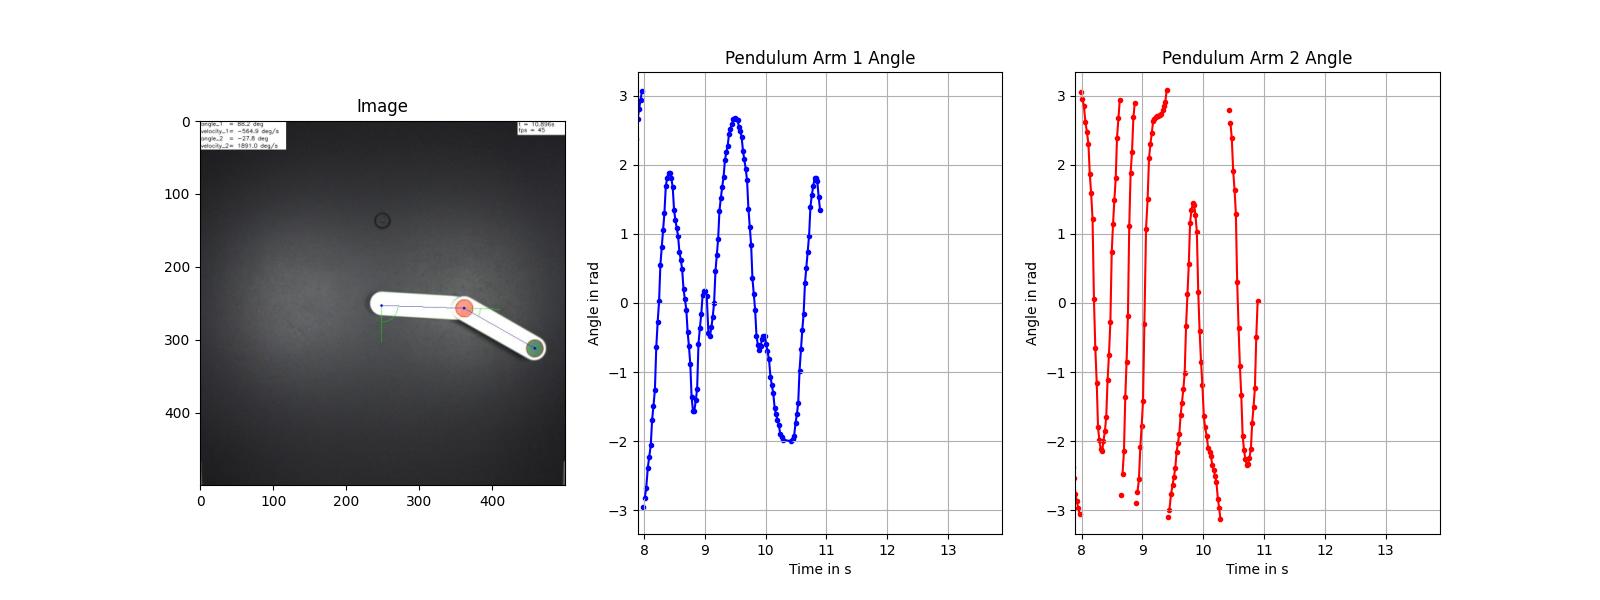 Image
angle_1 = 88.2 deg
velocity_1= -564.9 deg/s
angle_2 = -27.8 deg
velocity_2= 1891.0 deg/s
t = 10.896s
fps = 45
0
100
200
300
400
0 100 200 300 400
Pendulum Arm 1 Angle
Angle in rad
3
2
1
0
−1
−2
−3
8 9 10 11 12 13
Time in s
Pendulum Arm 2 Angle
Angle in rad
3
2
1
0
−1
−2
−3
8 9 10 11 12 13
Time in s